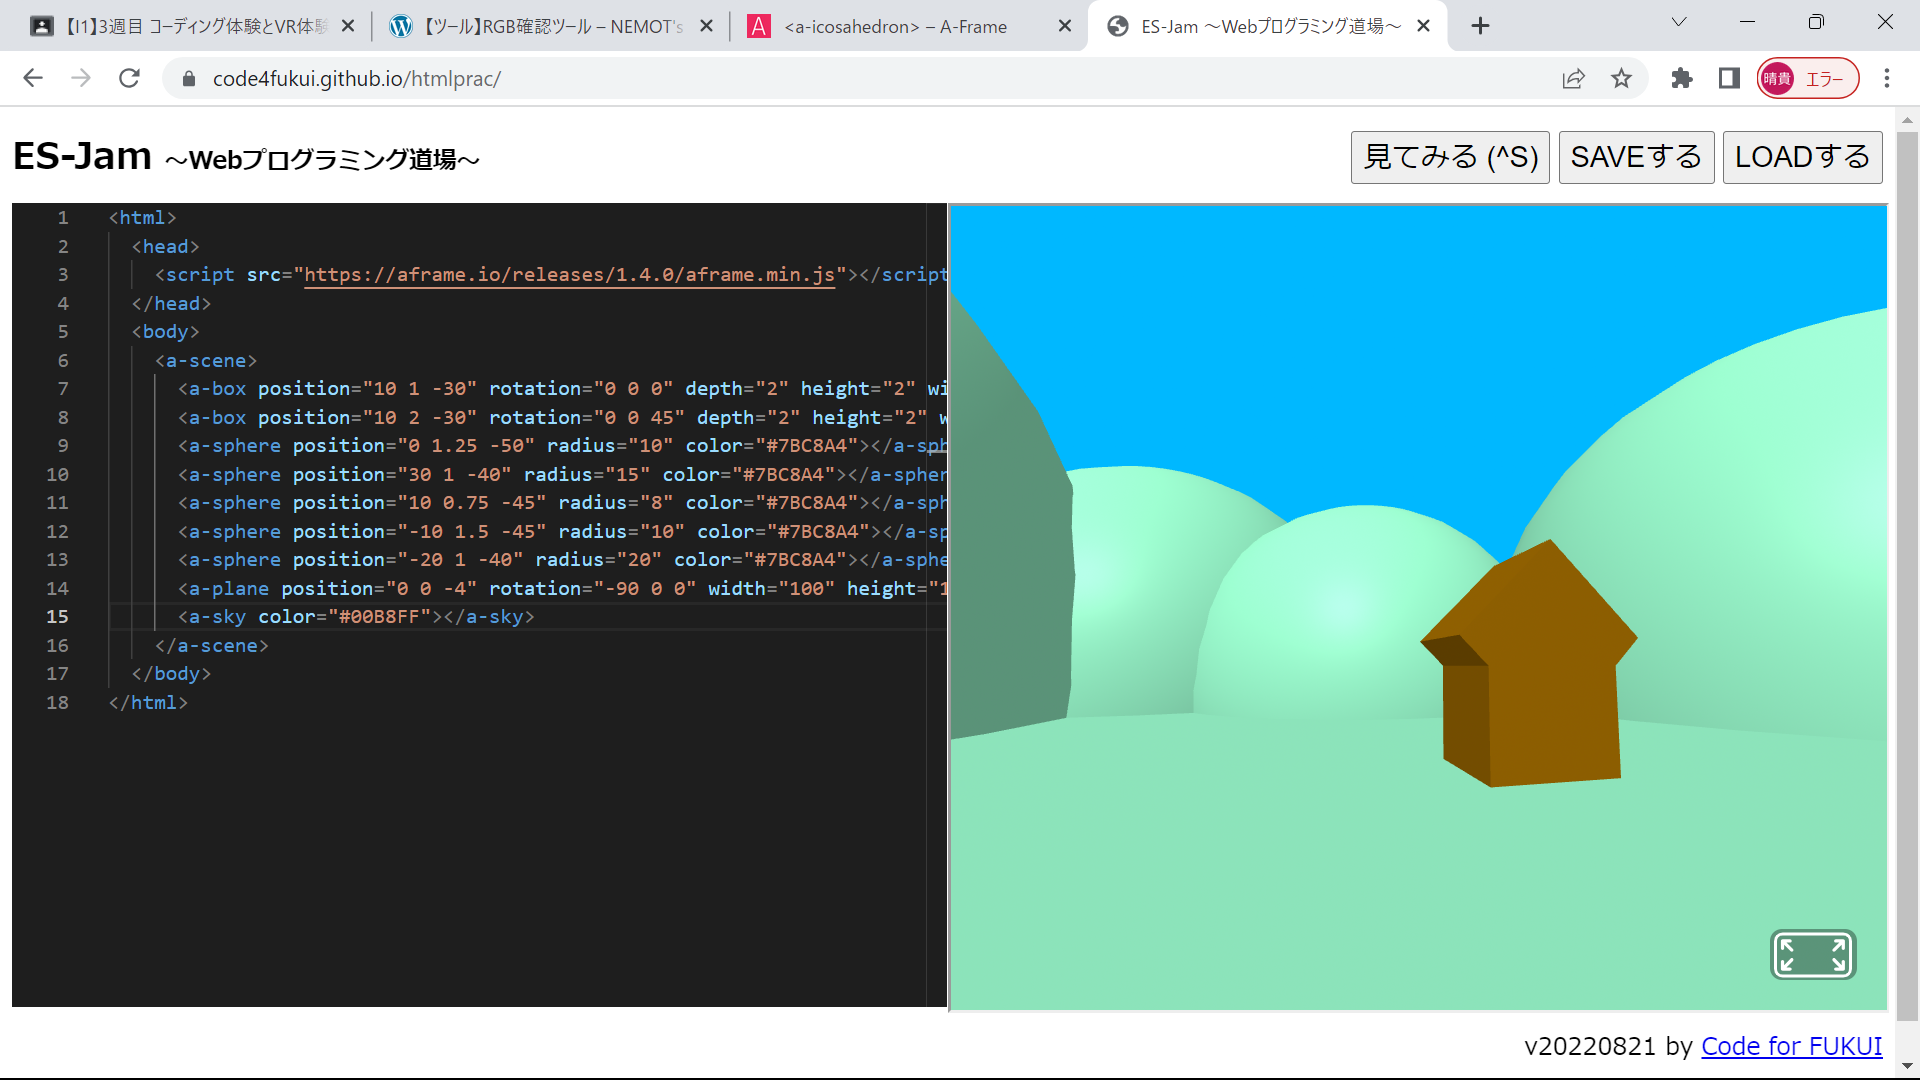 【I1】3週目 コーディング体験とVR体験
【ツール】RGB確認ツール – NEMOT's
<a-icosahedron> – A-Frame
ES-Jam ～Webプログラミング道場～
code4fukui.github.io/htmlprac/
晴貴 エラー
ES-Jam ～Webプログラミング道場～
見てみる (^S) SAVEする LOADする
1 <html>
2 <head>
3 <script src="https://aframe.io/releases/1.4.0/aframe.min.js"></script
4 </head>
5 <body>
6 <a-scene>
7 <a-box position="10 1 -30" rotation="0 0 0" depth="2" height="2" wi
8 <a-box position="10 2 -30" rotation="0 0 45" depth="2" height="2" w
9 <a-sphere position="0 1.25 -50" radius="10" color="#7BC8A4"></a-sph
10 <a-sphere position="30 1 -40" radius="15" color="#7BC8A4"></a-spher
11 <a-sphere position="10 0.75 -45" radius="8" color="#7BC8A4"></a-sph
12 <a-sphere position="-10 1.5 -45" radius="10" color="#7BC8A4"></a-sp
13 <a-sphere position="-20 1 -40" radius="20" color="#7BC8A4"></a-sphe
14 <a-plane position="0 0 -4" rotation="-90 0 0" width="100" height="1
15 <a-sky color="#00B8FF"></a-sky>
16 </a-scene>
17 </body>
18 </html>
v20220821 by Code for FUKUI